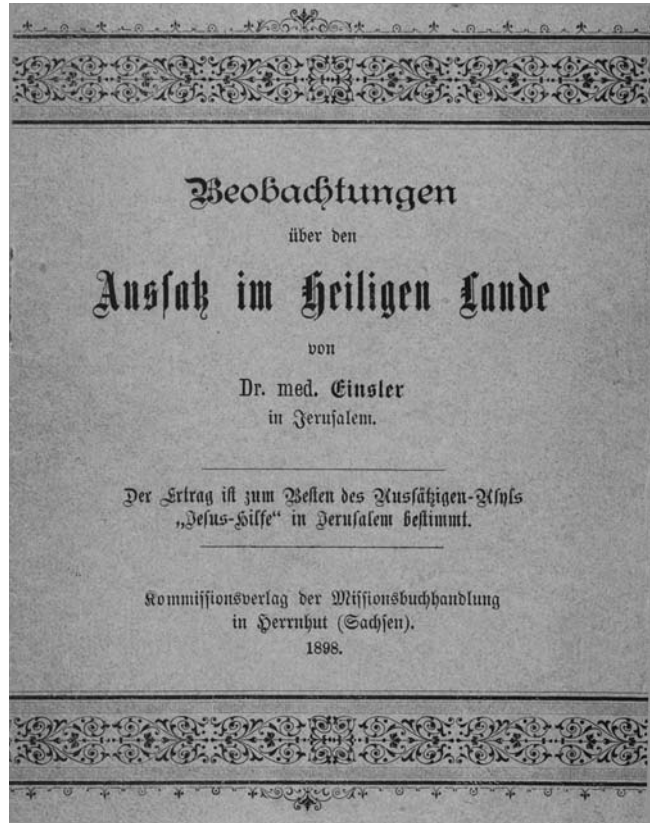 Beobachtungen
über den
Aussatz im Heiligen Lande
von
Dr. med. Einsler
in Jerusalem.
Der Ertrag ist zum Besten des Aussätzigen-Asyls
„Jesus-Hilfe“ in Jerusalem bestimmt.
Kommissionsverlag der Missionsbuchhandlung
in Herrnhut (Sachsen).
1898.